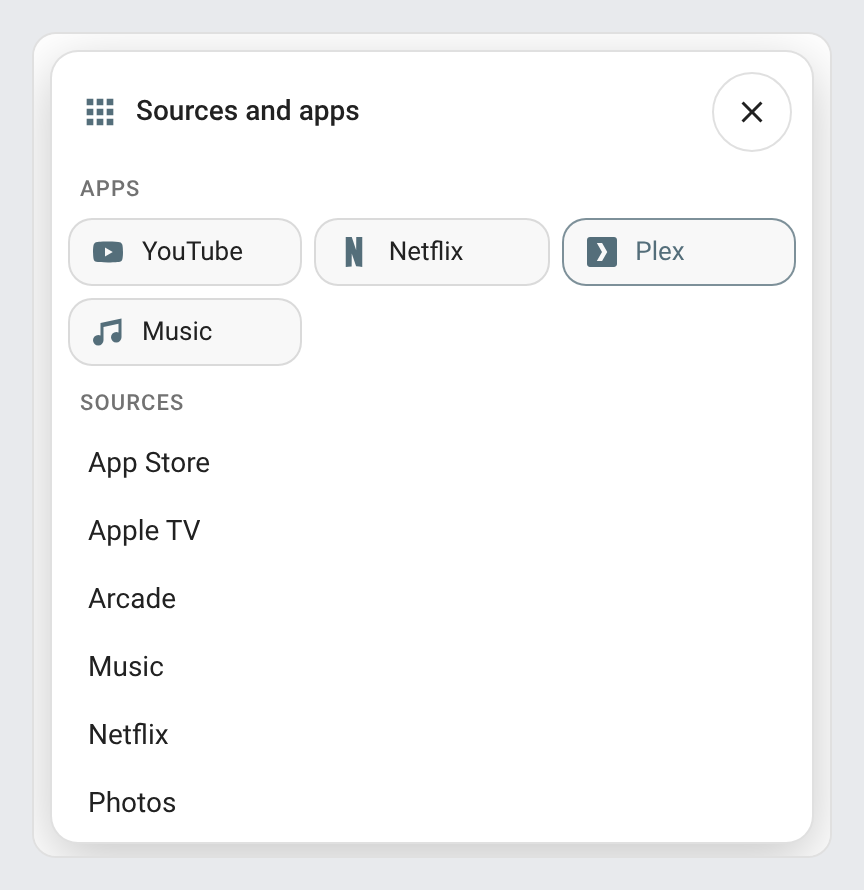 Sources and apps
APPS
YouTube
Netflix
Plex
Music
SOURCES
App Store
Apple TV
Arcade
Music
Netflix
Photos